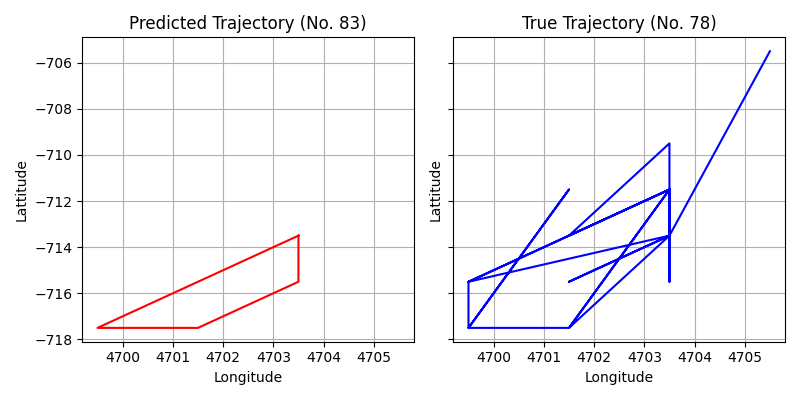 Predicted Trajectory (No. 83)
True Trajectory (No. 78)
−706
−708
−710
−712
−714
−716
−718
4700 4701 4702 4703 4704 4705
4700 4701 4702 4703 4704 4705
Lattitude
Lattitude
Longitude
Longitude